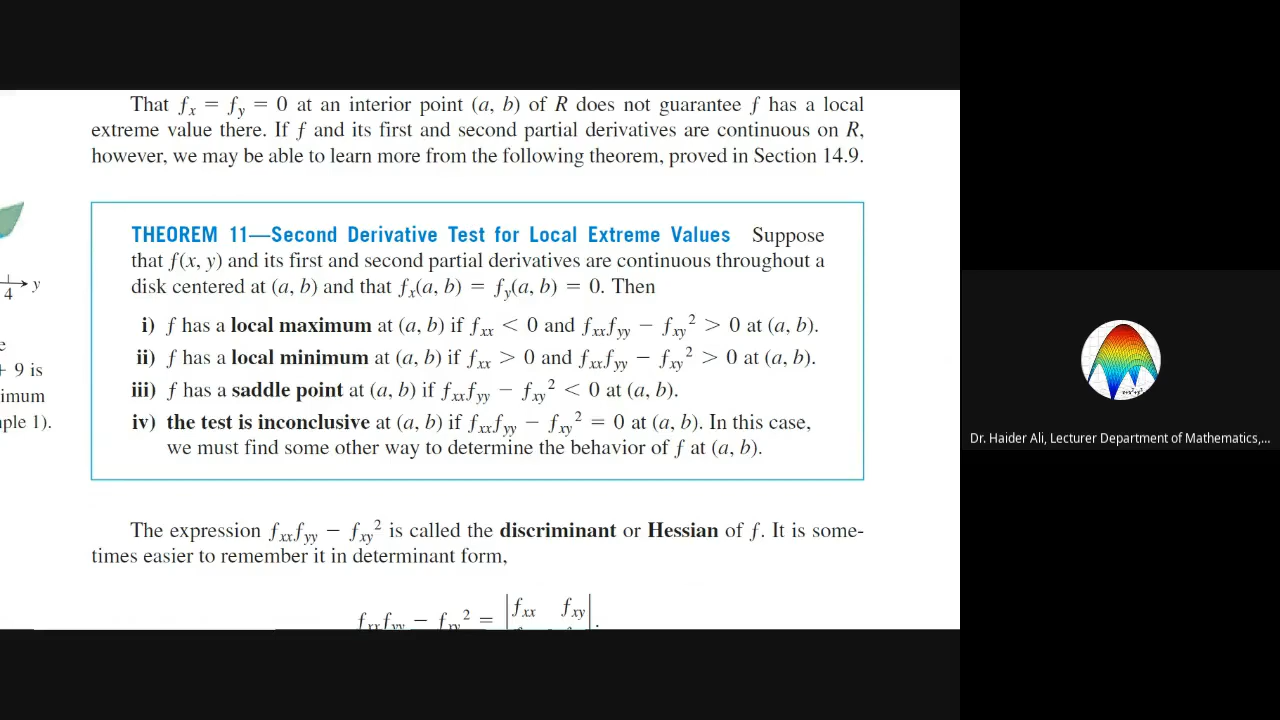 That fx = fy = 0 at an interior point (a, b) of R does not guarantee f has a local
extreme value there. If f and its first and second partial derivatives are continuous on R,
however, we may be able to learn more from the following theorem, proved in Section 14.9.
THEOREM 11—Second Derivative Test for Local Extreme Values Suppose
that f(x, y) and its first and second partial derivatives are continuous throughout a
disk centered at (a, b) and that fx(a, b) = fy(a, b) = 0. Then
i) f has a local maximum at (a, b) if fxx < 0 and fxxfyy − fxy² > 0 at (a, b).
ii) f has a local minimum at (a, b) if fxx > 0 and fxxfyy − fxy² > 0 at (a, b).
iii) f has a saddle point at (a, b) if fxxfyy − fxy² < 0 at (a, b).
iv) the test is inconclusive at (a, b) if fxxfyy − fxy² = 0 at (a, b). In this case,
we must find some other way to determine the behavior of f at (a, b).
The expression fxxfyy − fxy² is called the discriminant or Hessian of f. It is some-
times easier to remember it in determinant form,
fxxfyy − fxy² = | fxx fxy | .
4 y
e
+ 9 is
imum
ple 1).
Dr. Haider Ali, Lecturer Department of Mathematics,...